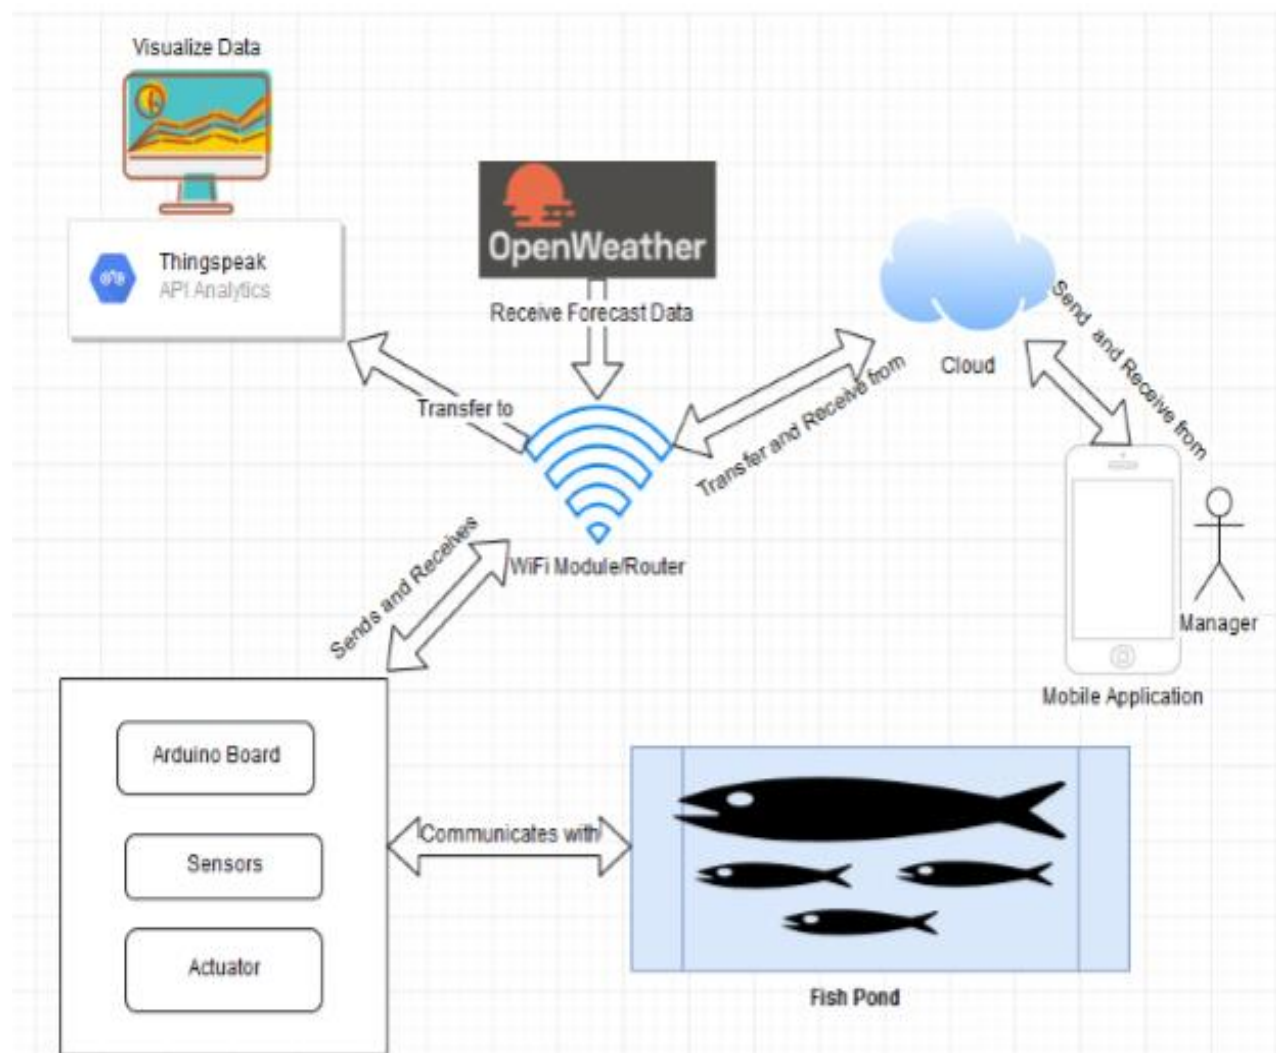 Visualize Data
Thingspeak
API Analytics
OpenWeather
Receive Forecast Data
Transfer to
Cloud
Send and Receive from
Transfer and Receive from
Sends and Receives
WiFi Module/Router
Manager
Mobile Application
Arduino Board
Sensors
Actuator
Communicates with
Fish Pond